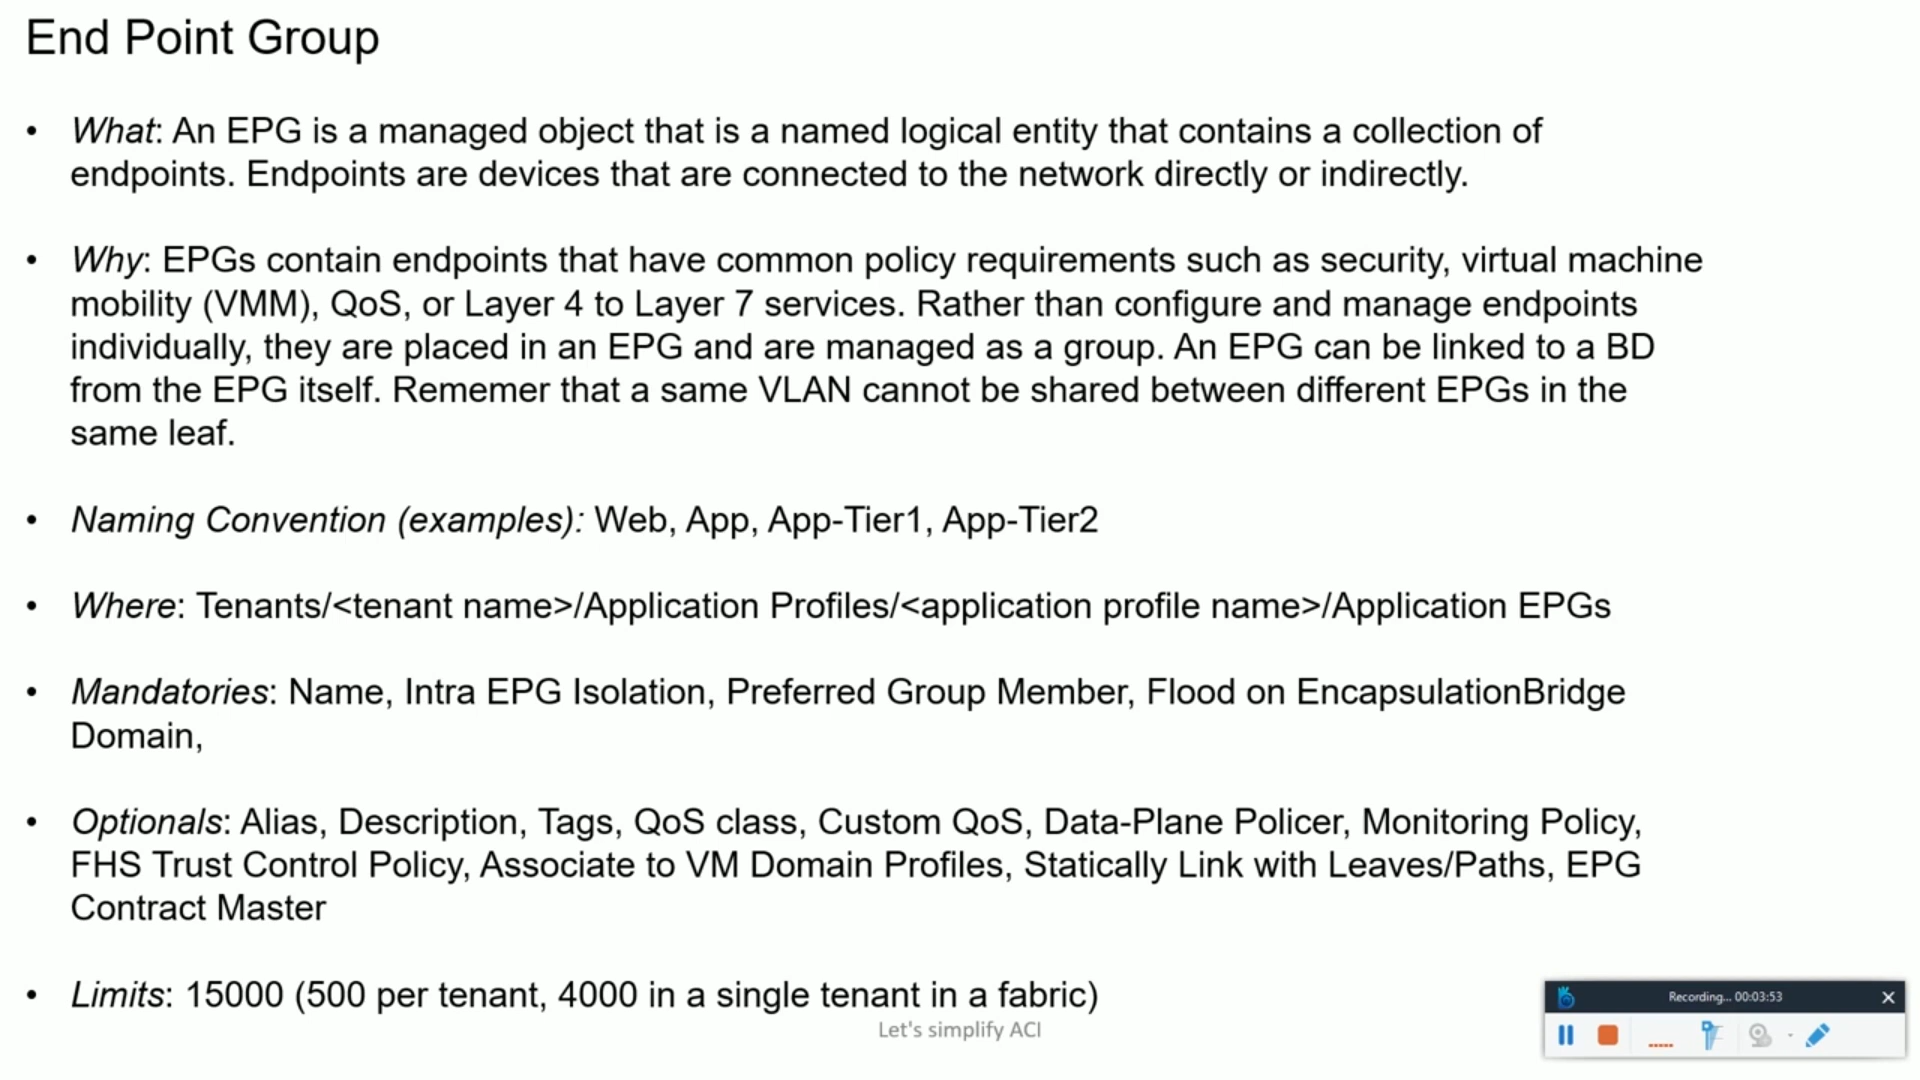 End Point Group
• What: An EPG is a managed object that is a named logical entity that contains a collection of
endpoints. Endpoints are devices that are connected to the network directly or indirectly.
• Why: EPGs contain endpoints that have common policy requirements such as security, virtual machine
mobility (VMM), QoS, or Layer 4 to Layer 7 services. Rather than configure and manage endpoints
individually, they are placed in an EPG and are managed as a group. An EPG can be linked to a BD
from the EPG itself. Rememer that a same VLAN cannot be shared between different EPGs in the
same leaf.
• Naming Convention (examples): Web, App, App-Tier1, App-Tier2
• Where: Tenants/<tenant name>/Application Profiles/<application profile name>/Application EPGs
• Mandatories: Name, Intra EPG Isolation, Preferred Group Member, Flood on EncapsulationBridge
Domain,
• Optionals: Alias, Description, Tags, QoS class, Custom QoS, Data-Plane Policer, Monitoring Policy,
FHS Trust Control Policy, Associate to VM Domain Profiles, Statically Link with Leaves/Paths, EPG
Contract Master
• Limits: 15000 (500 per tenant, 4000 in a single tenant in a fabric)
Let's simplify ACI
Recording... 00:03:53